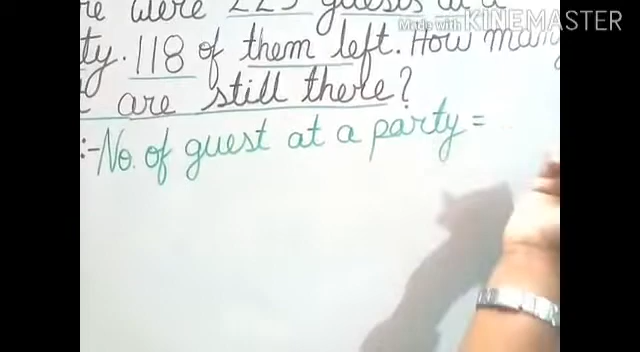 re were 225 guests at a
Made with KINEMASTER
ty. 118 of them left. How many
are still there?
:- No. of guest at a party =